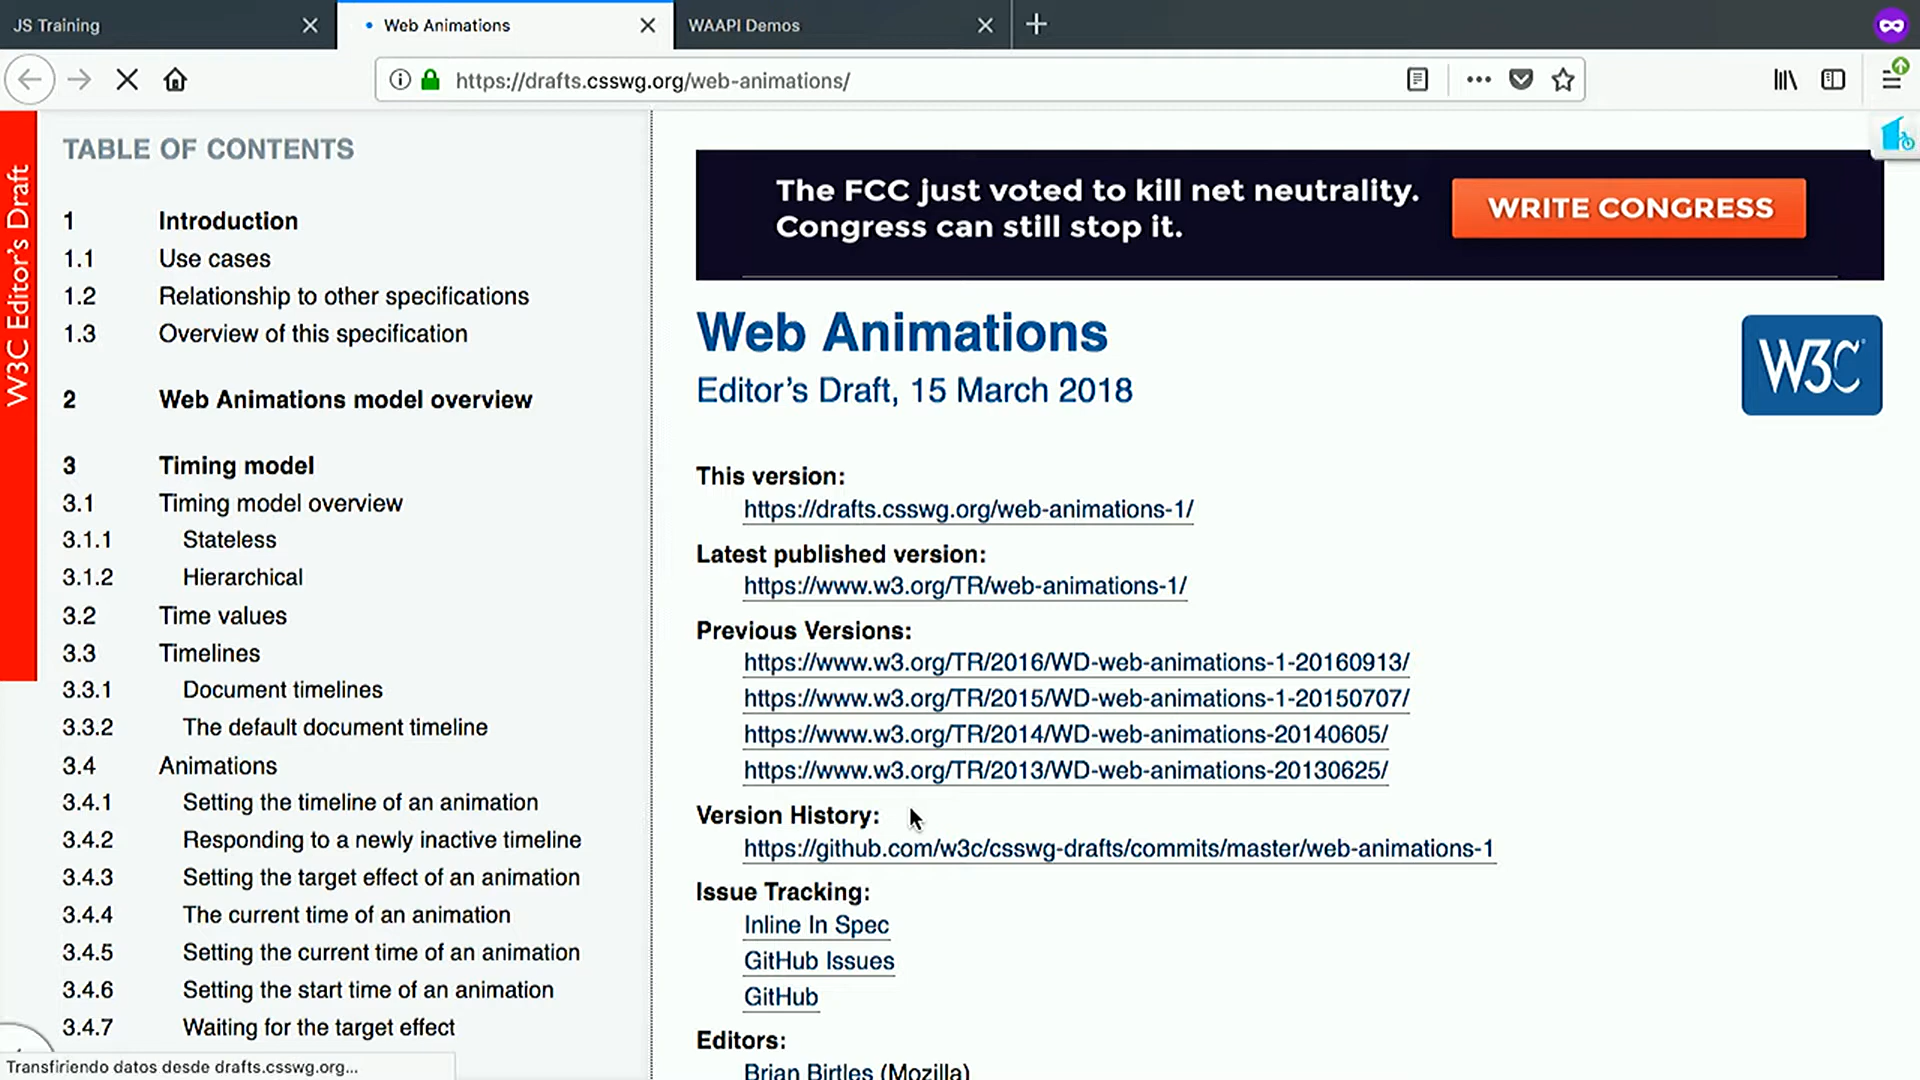 JS Training
Web Animations
WAAPI Demos
https://drafts.csswg.org/web-animations/
W3C Editor's Draft
TABLE OF CONTENTS
1 Introduction
1.1 Use cases
1.2 Relationship to other specifications
1.3 Overview of this specification
2 Web Animations model overview
3 Timing model
3.1 Timing model overview
3.1.1 Stateless
3.1.2 Hierarchical
3.2 Time values
3.3 Timelines
3.3.1 Document timelines
3.3.2 The default document timeline
3.4 Animations
3.4.1 Setting the timeline of an animation
3.4.2 Responding to a newly inactive timeline
3.4.3 Setting the target effect of an animation
3.4.4 The current time of an animation
3.4.5 Setting the current time of an animation
3.4.6 Setting the start time of an animation
3.4.7 Waiting for the target effect
Transfiriendo datos desde drafts.csswg.org...
The FCC just voted to kill net neutrality.
Congress can still stop it.
WRITE CONGRESS
Web Animations
W3C
Editor's Draft, 15 March 2018
This version:
https://drafts.csswg.org/web-animations-1/
Latest published version:
https://www.w3.org/TR/web-animations-1/
Previous Versions:
https://www.w3.org/TR/2016/WD-web-animations-1-20160913/
https://www.w3.org/TR/2015/WD-web-animations-1-20150707/
https://www.w3.org/TR/2014/WD-web-animations-20140605/
https://www.w3.org/TR/2013/WD-web-animations-20130625/
Version History:
https://github.com/w3c/csswg-drafts/commits/master/web-animations-1
Issue Tracking:
Inline In Spec
GitHub Issues
GitHub
Editors:
Brian Birtles (Mozilla)